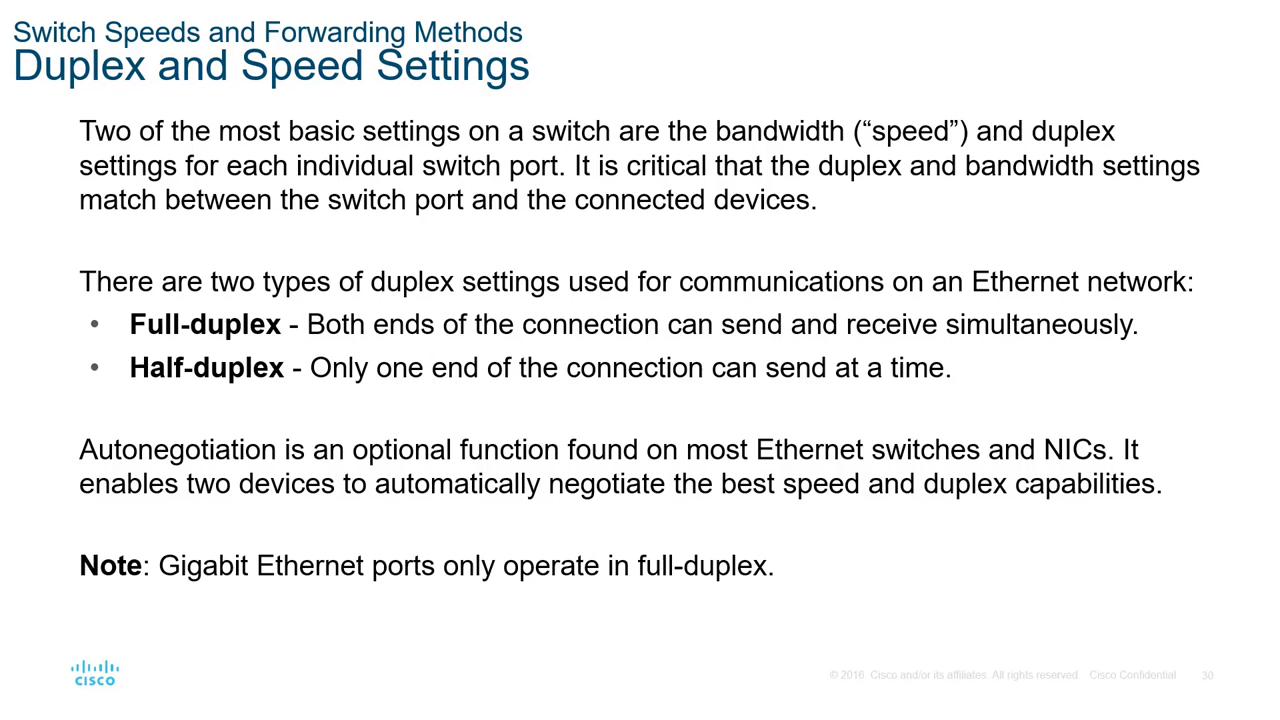 Switch Speeds and Forwarding Methods
Duplex and Speed Settings
Two of the most basic settings on a switch are the bandwidth (“speed”) and duplex
settings for each individual switch port. It is critical that the duplex and bandwidth settings
match between the switch port and the connected devices.
There are two types of duplex settings used for communications on an Ethernet network:
• Full-duplex - Both ends of the connection can send and receive simultaneously.
• Half-duplex - Only one end of the connection can send at a time.
Autonegotiation is an optional function found on most Ethernet switches and NICs. It
enables two devices to automatically negotiate the best speed and duplex capabilities.
Note: Gigabit Ethernet ports only operate in full-duplex.
CISCO
© 2016 Cisco and/or its affiliates. All rights reserved. Cisco Confidential 30